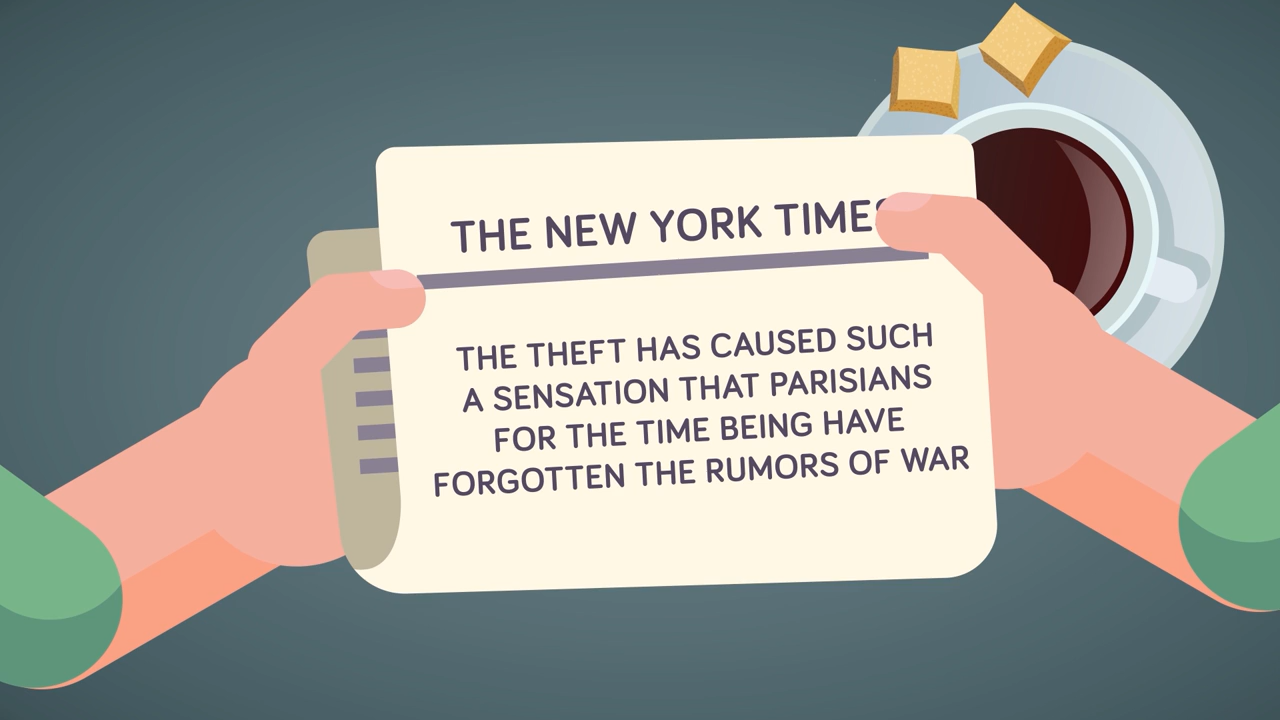 THE NEW YORK TIMES
THE THEFT HAS CAUSED SUCH
A SENSATION THAT PARISIANS
FOR THE TIME BEING HAVE
FORGOTTEN THE RUMORS OF WAR